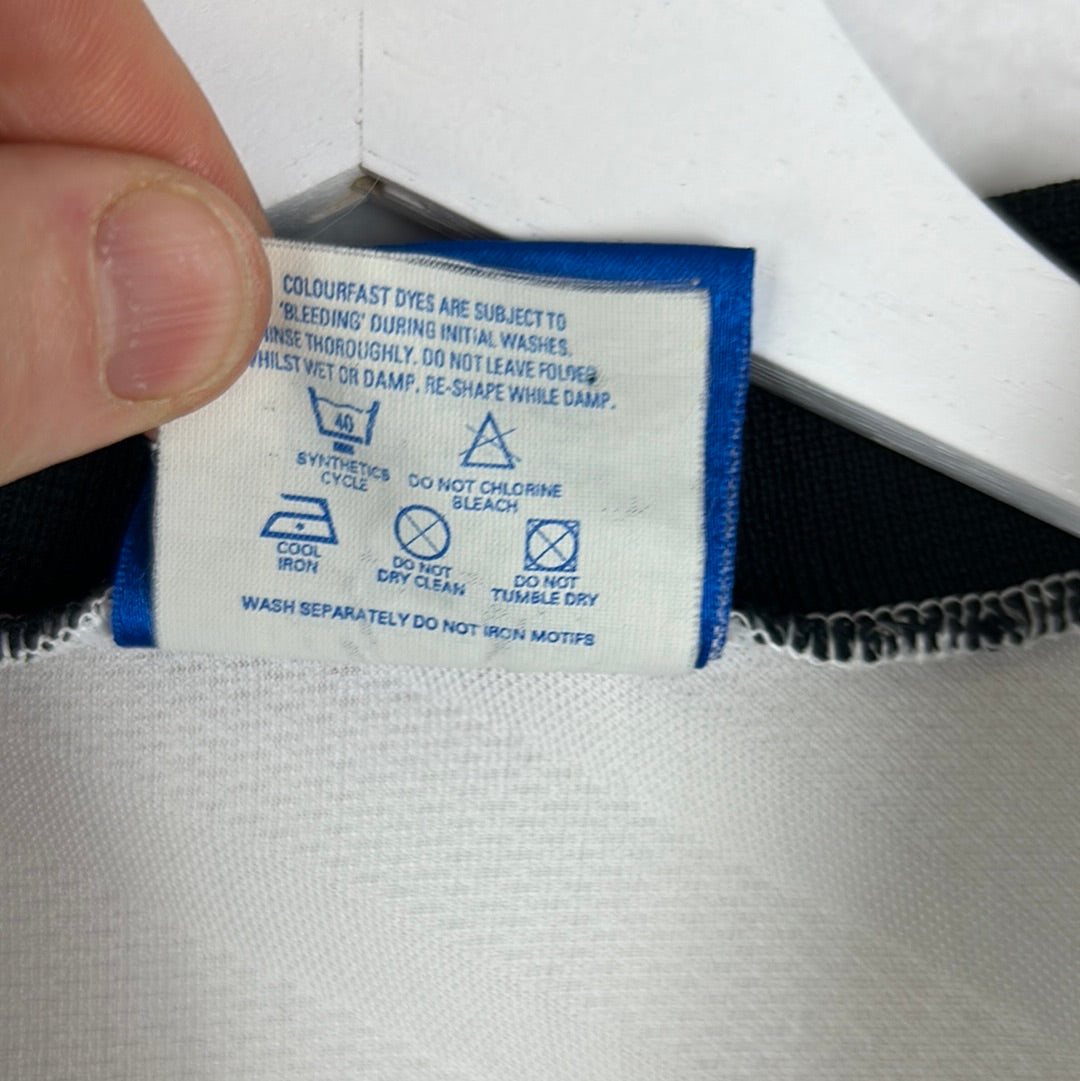 COLOURFAST DYES ARE SUBJECT TO
'BLEEDING' DURING INITIAL WASHES.
INSE THOROUGHLY. DO NOT LEAVE FOLDED
HILST WET OR DAMP. RE-SHAPE WHILE DAMP.
40
SYNTHETICS
CYCLE
DO NOT CHLORINE
BLEACH
COOL
IRON
DO NOT
DRY CLEAN
DO NOT
TUMBLE DRY
WASH SEPARATELY DO NOT IRON MOTIFS